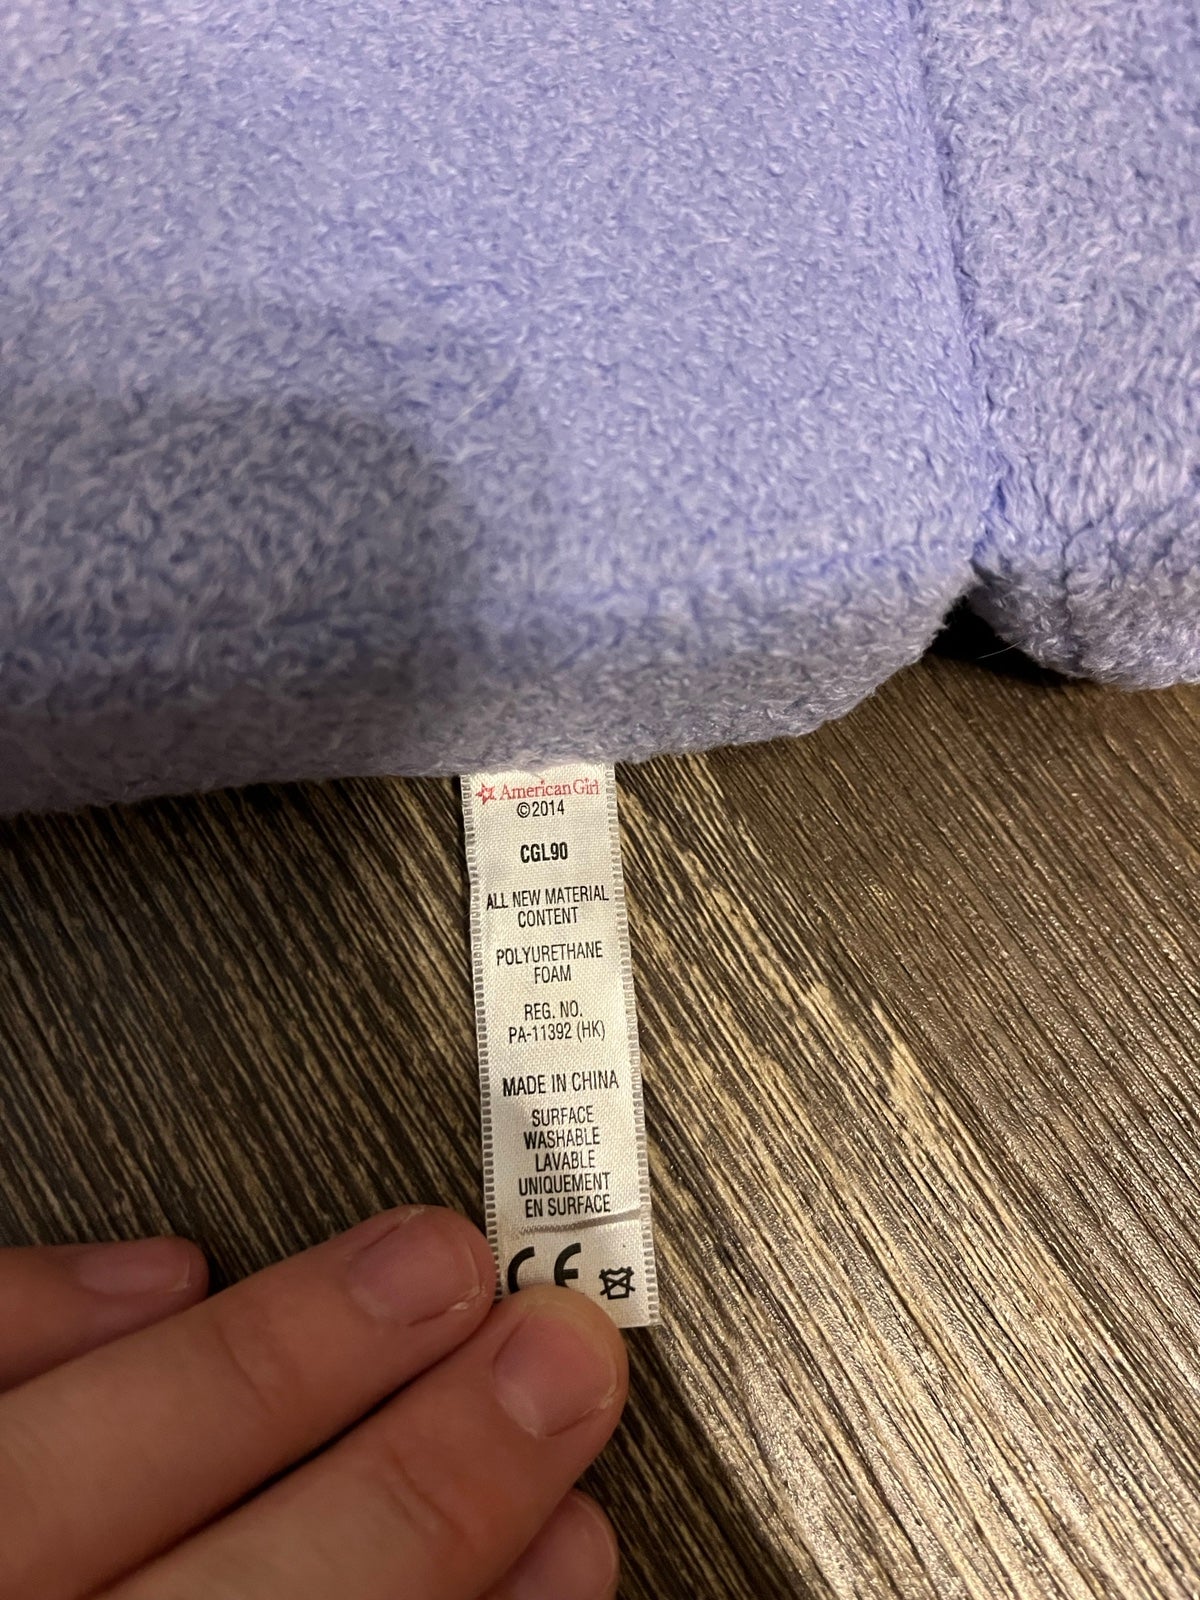 American Girl
©2014
CGL90
ALL NEW MATERIAL
CONTENT
POLYURETHANE
FOAM
REG. NO.
PA-11392 (HK)
MADE IN CHINA
SURFACE
WASHABLE
LAVABLE
UNIQUEMENT
EN SURFACE
CE